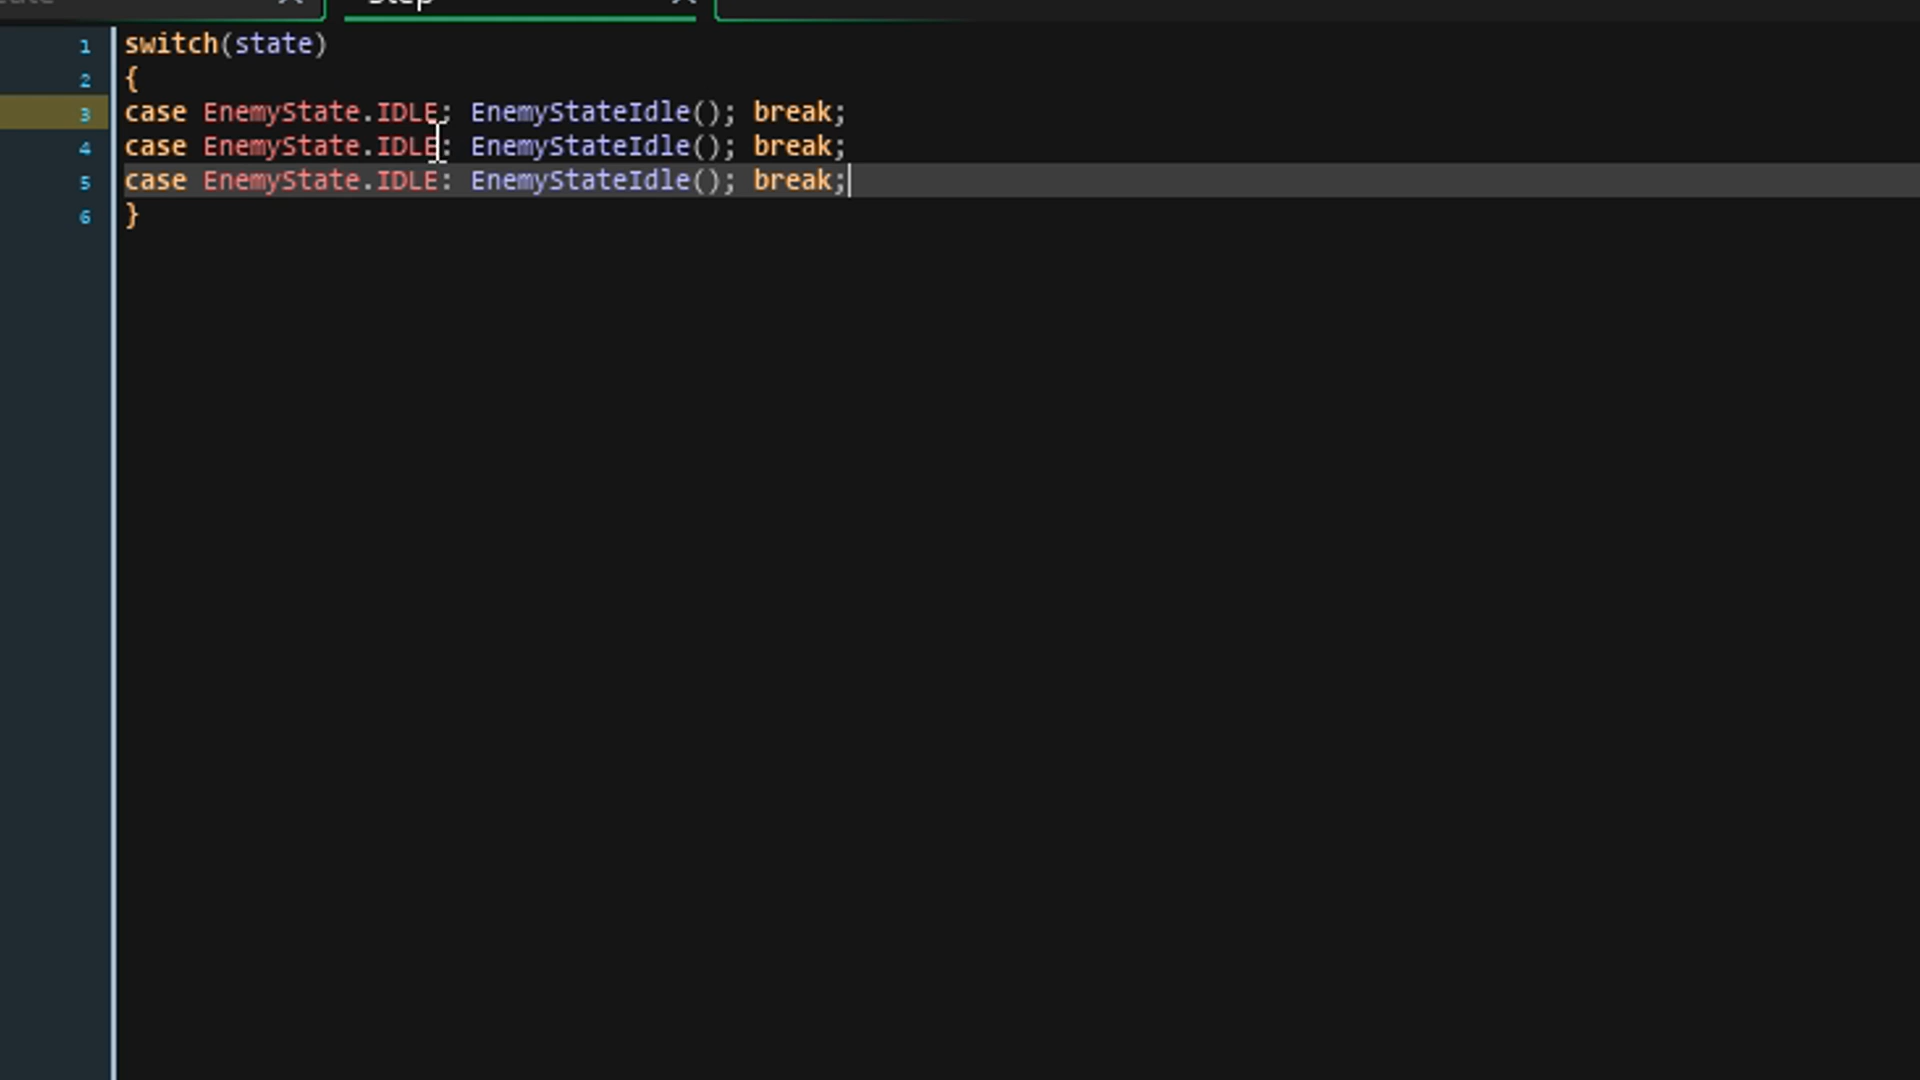 Step
1 switch(state)
2 {
3 case EnemyState.IDLE: EnemyStateIdle(); break;
4 case EnemyState.IDLE: EnemyStateIdle(); break;
5 case EnemyState.IDLE: EnemyStateIdle(); break;
6 }